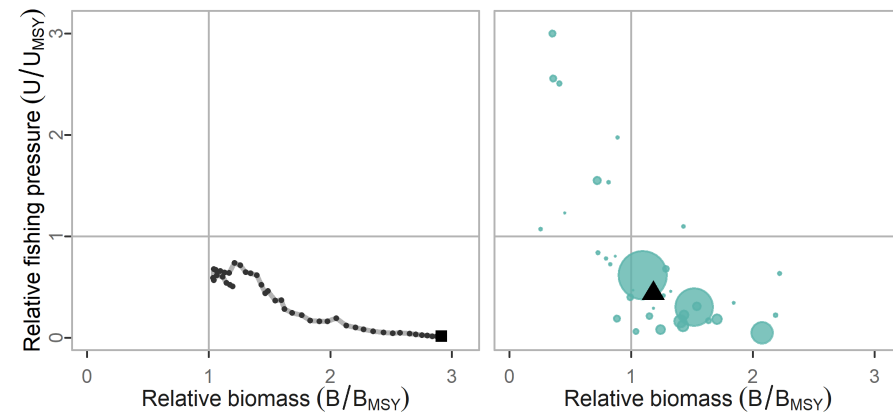 Relative fishing pressure (U/UMSY)
3
2
1
0
0 1 2 3
Relative biomass (B/BMSY)
0 1 2 3
Relative biomass (B/BMSY)